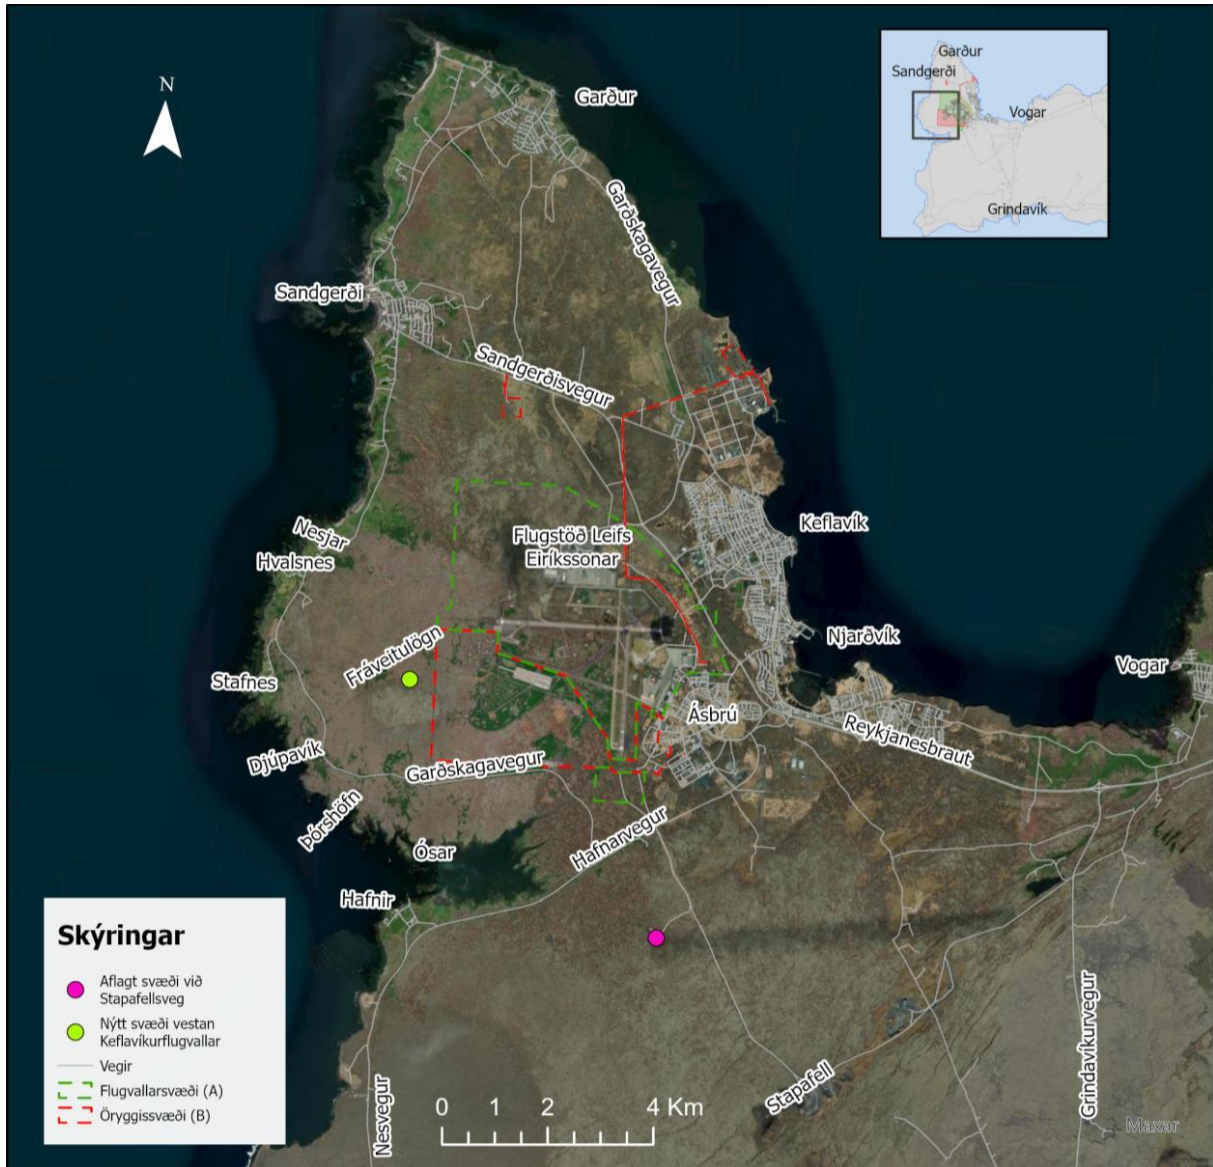 N
Garður
Sandgerði
Vogar
Grindavík
Garður
Garðskagavegur
Sandgerði
Sandgerðisvegur
Keflavík
Flugstöð Leifs
Eiríkssonar
Nesjar
Hvalsnes
Njarðvík
Fráveitulögn
Vogar
Stafnes
Ásbrú
Reykjanesbraut
Djúpavík
Garðskagavegur
Þórshöfn
Ósar
Hafnarvegur
Hafnir
Skýringar
Aflagt svæði við
Stapafellsveg
Nýtt svæði vestan
Keflavíkurflugvallar
Vegir
Flugvallarsvæði (A)
Öryggissvæði (B)
Nesvegur
0 1 2 4 Km
Stapafell
Grindavíkurvegur
Maxar